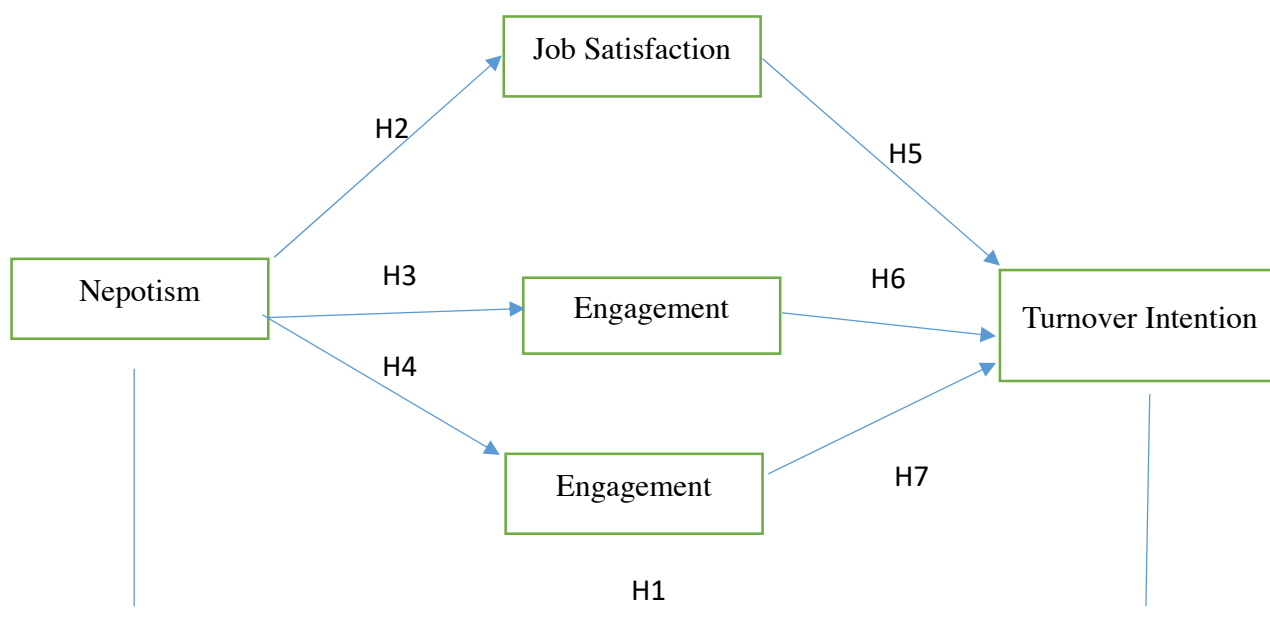 Job Satisfaction
H2
H5
Nepotism
H3
Engagement
H6
Turnover Intention
H4
Engagement
H7
H1